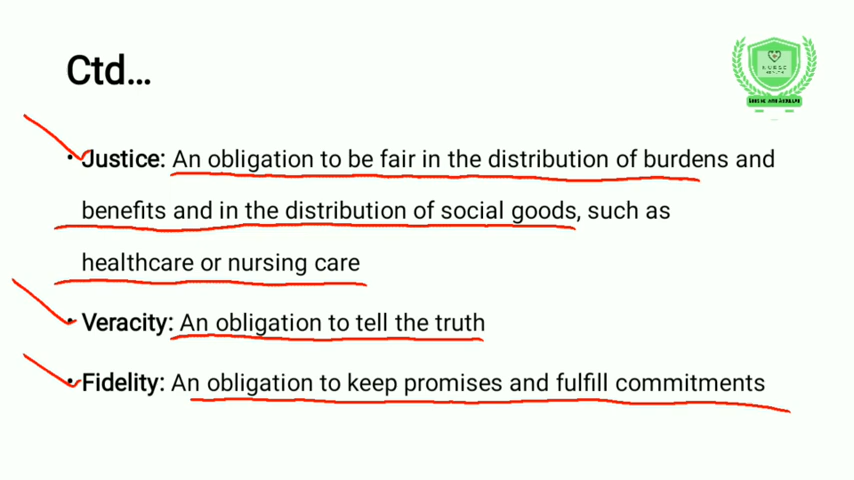 Ctd...
NURSE
• Justice: An obligation to be fair in the distribution of burdens and
benefits and in the distribution of social goods, such as
healthcare or nursing care
• Veracity: An obligation to tell the truth
• Fidelity: An obligation to keep promises and fulfill commitments